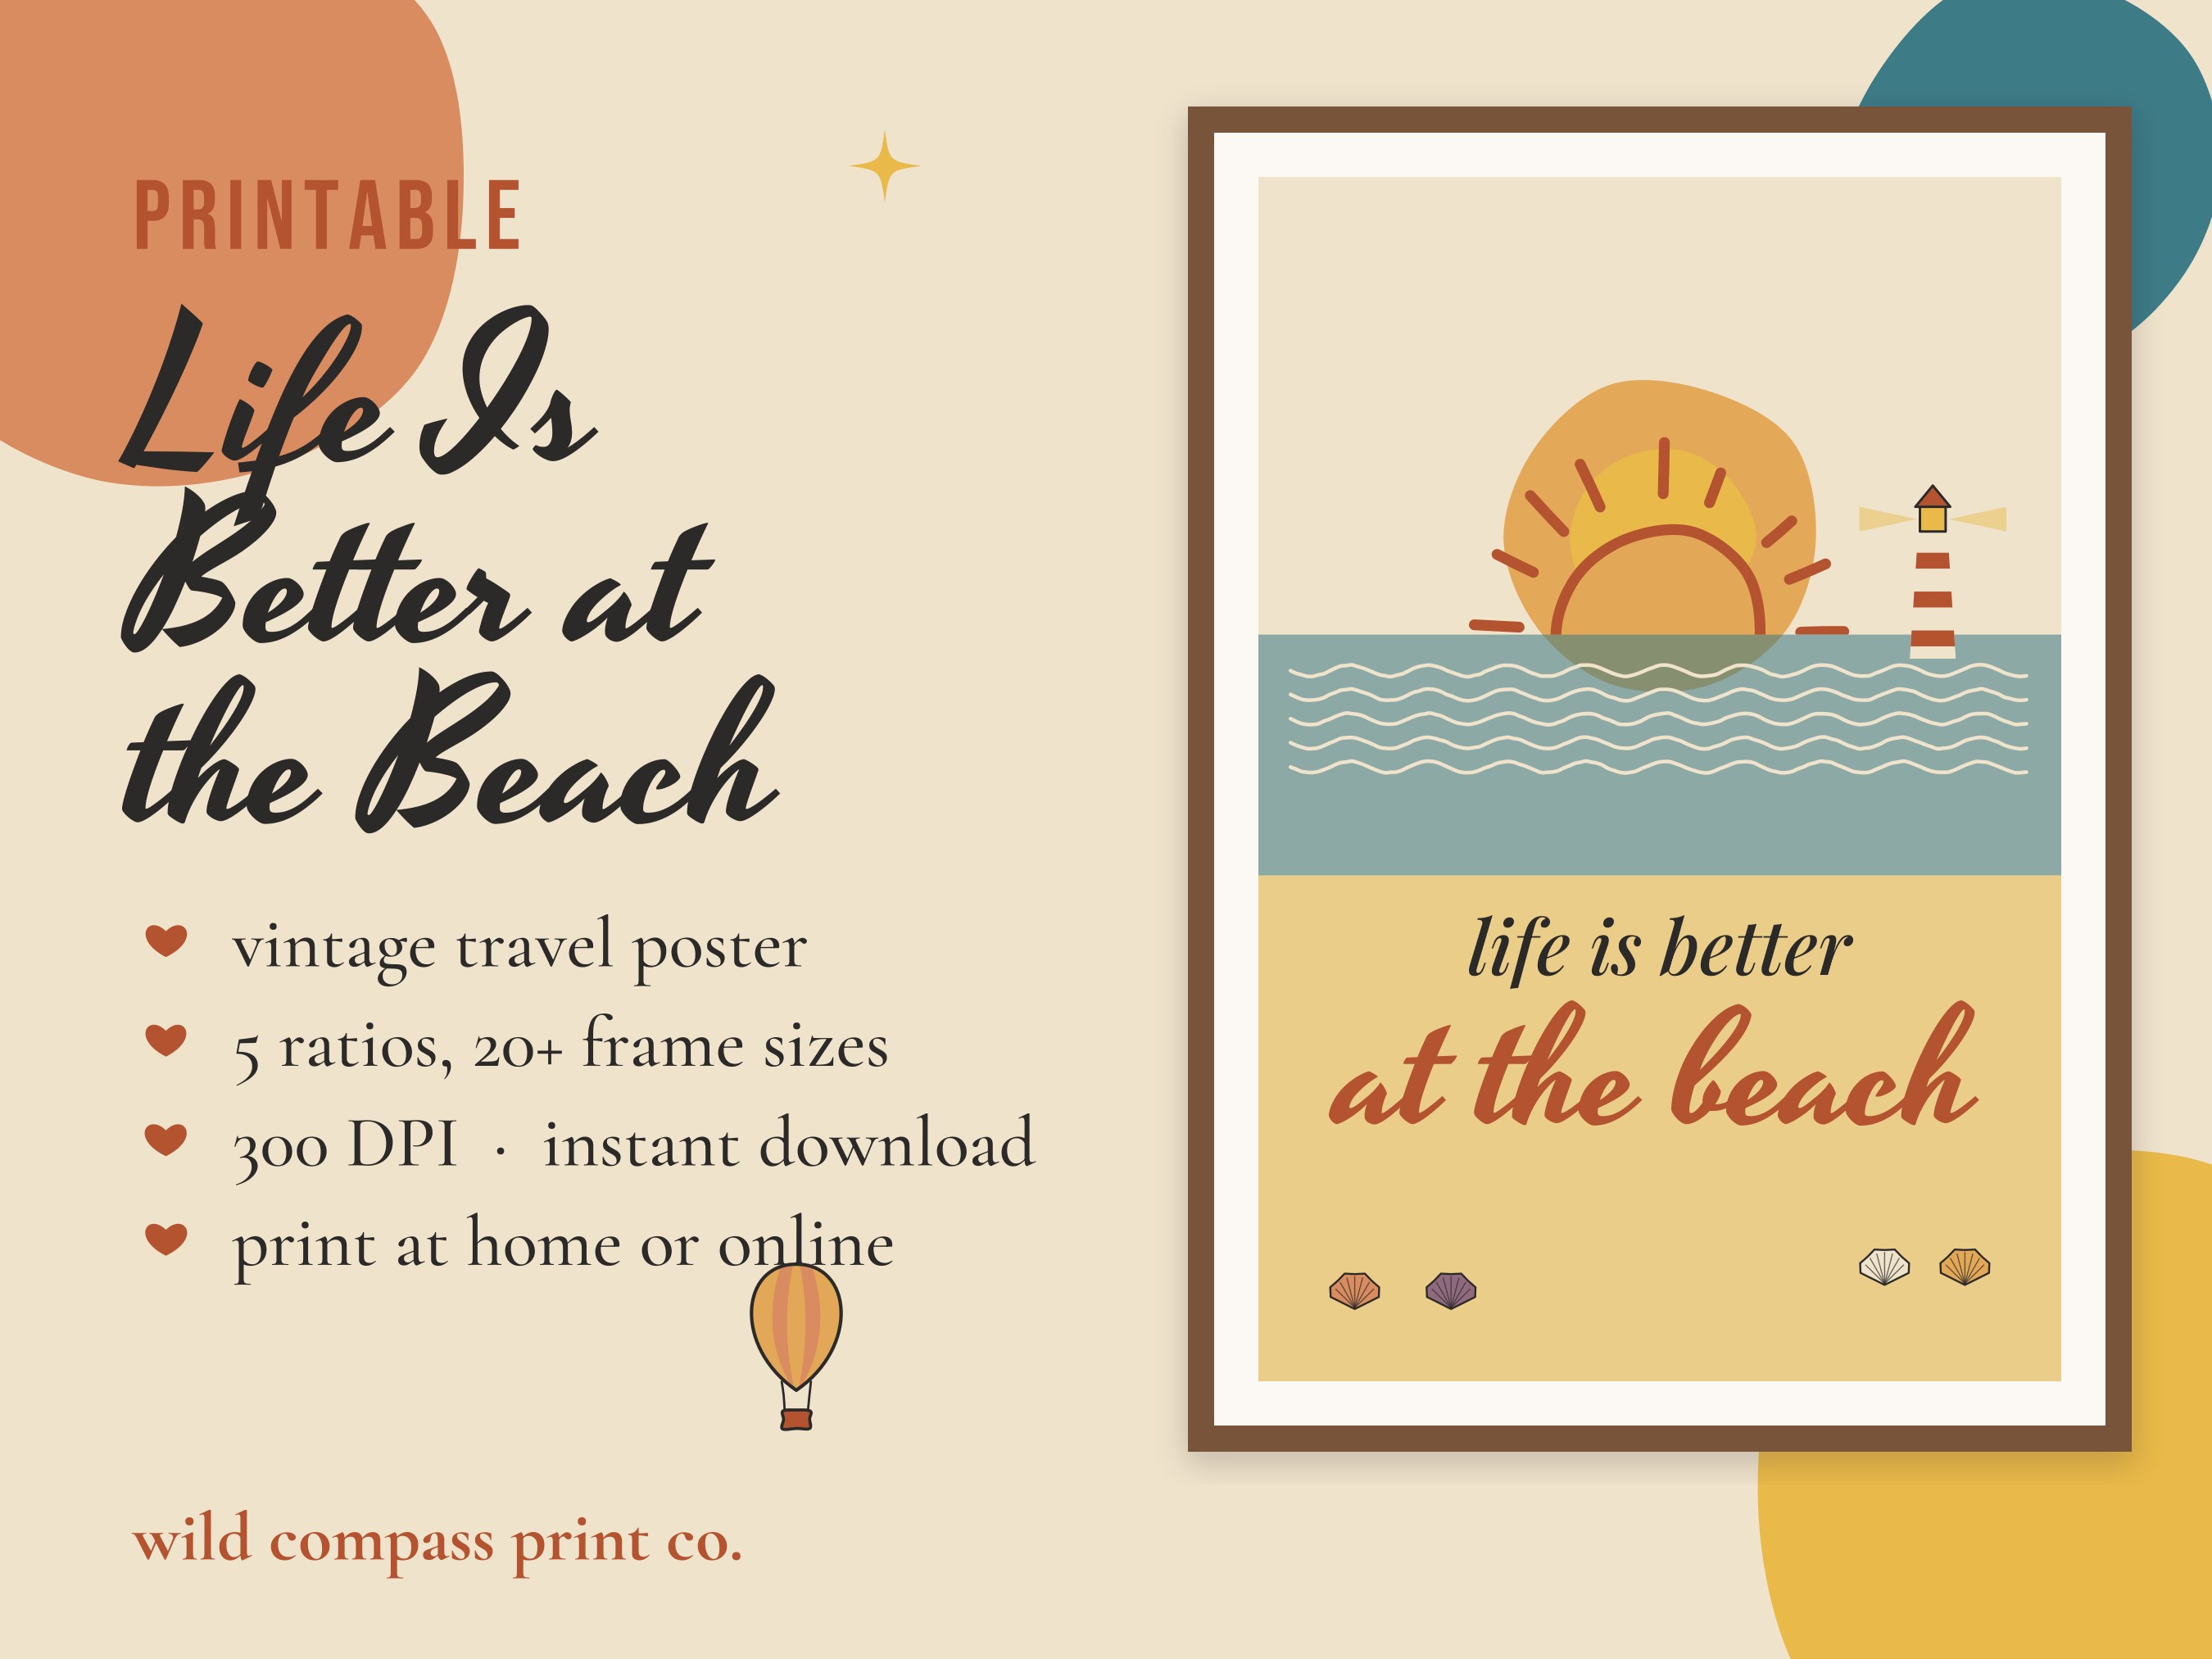 PRINTABLE
Life Is
Better at
the Beach
vintage travel poster
5 ratios, 20+ frame sizes
300 DPI · instant download
print at home or online
wild compass print co.
life is better
at the beach